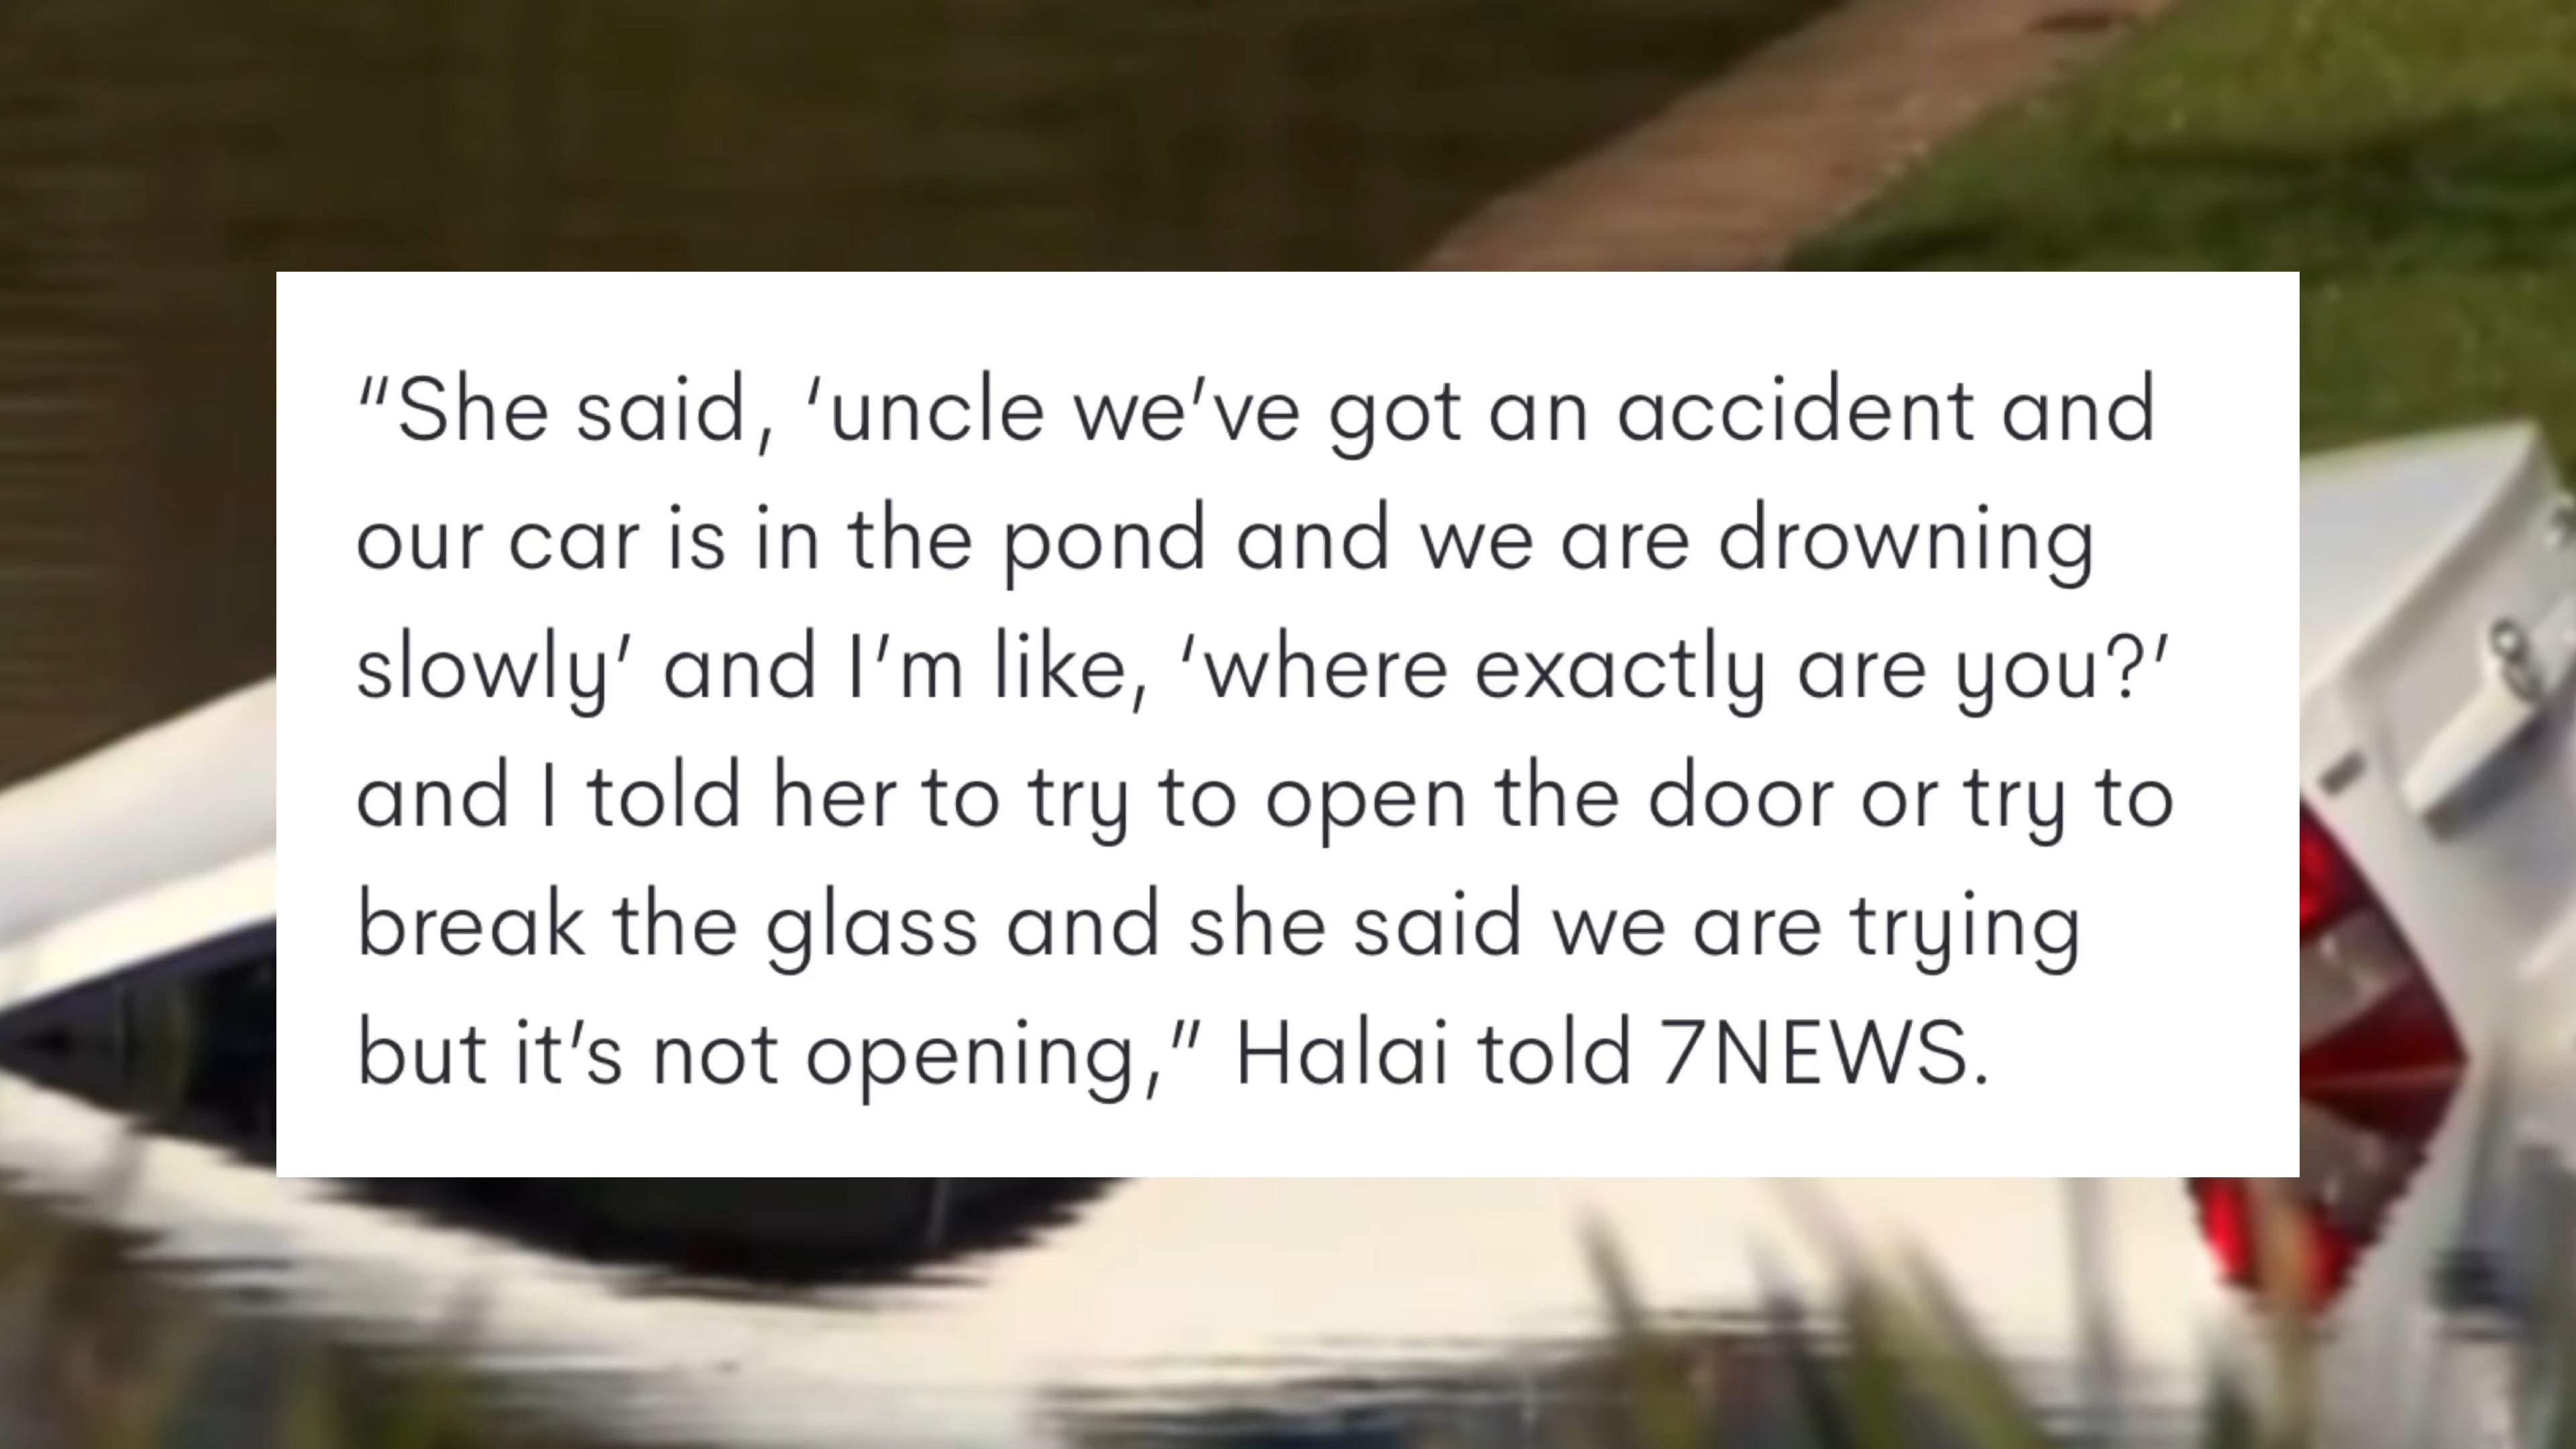 “She said, ‘uncle we’ve got an accident and
our car is in the pond and we are drowning
slowly’ and I’m like, ‘where exactly are you?’
and I told her to try to open the door or try to
break the glass and she said we are trying
but it’s not opening,” Halai told 7NEWS.